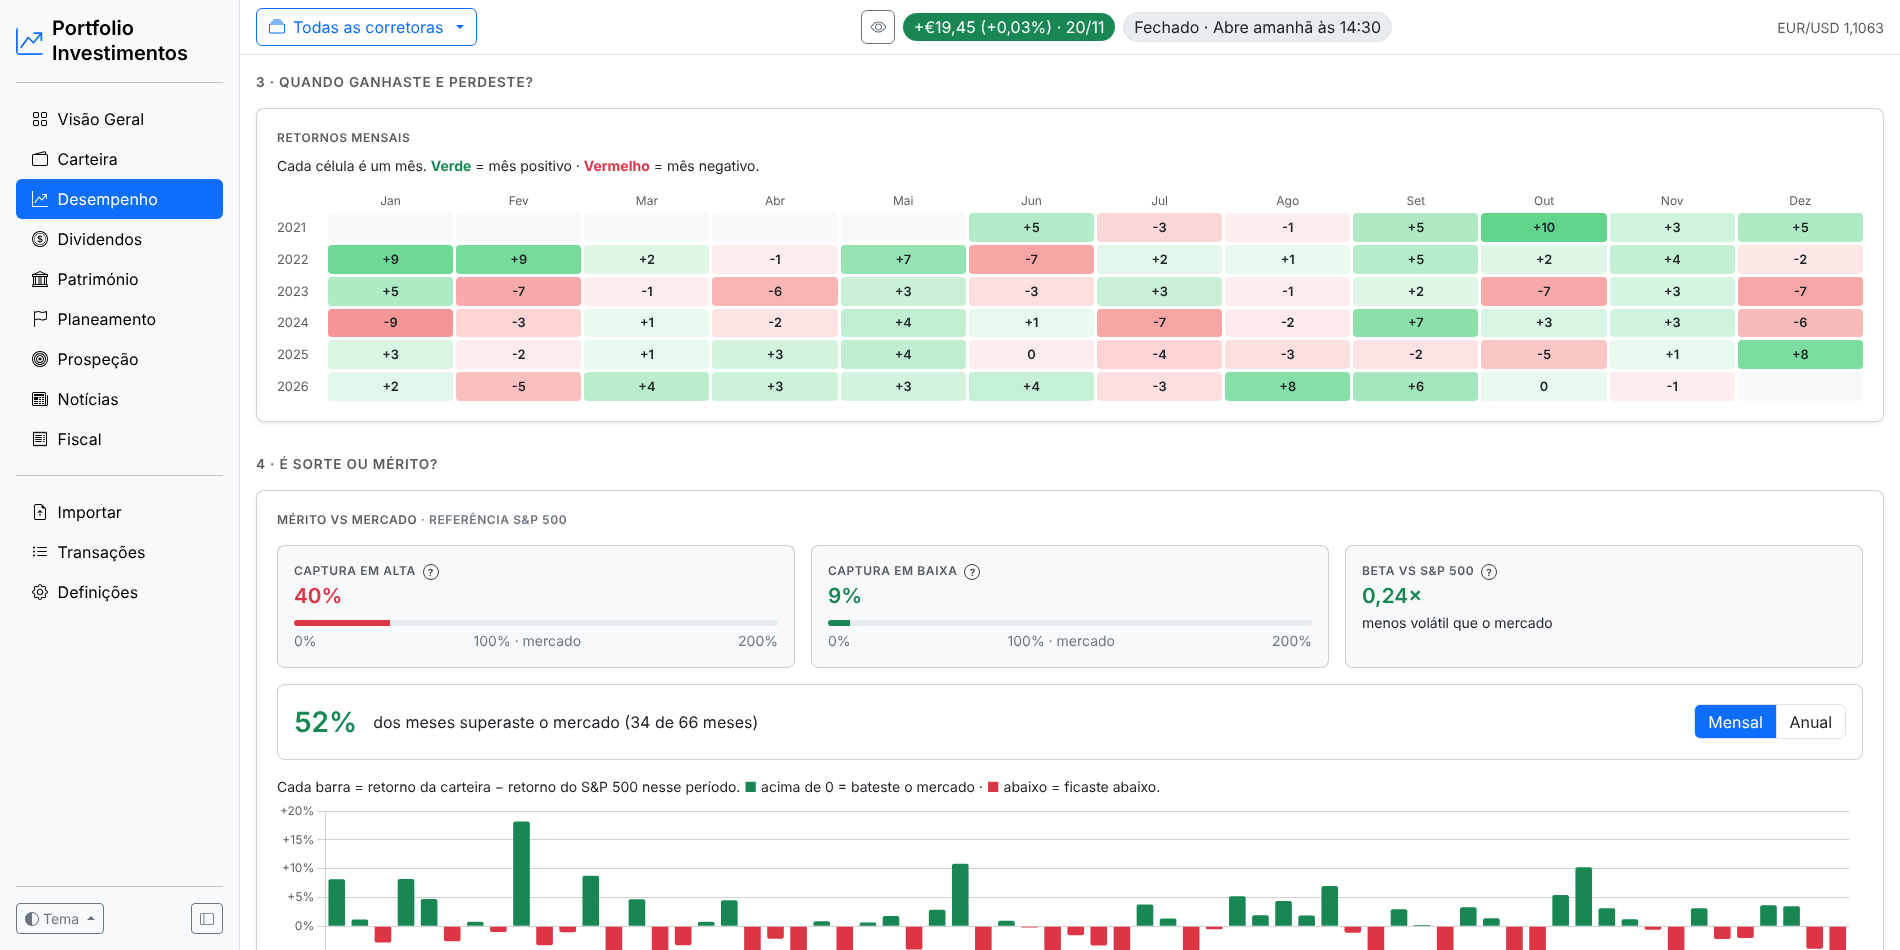 Portfolio
Investimentos
Visão Geral
Carteira
Desempenho
Dividendos
Património
Planeamento
Prospeção
Notícias
Fiscal
Importar
Transações
Definições
Tema
Todas as corretoras
+€19,45 (+0,03%) · 20/11
Fechado · Abre amanhã às 14:30
EUR/USD 1,1063
3 · QUANDO GANHASTE E PERDESTE?
RETORNOS MENSAIS
Cada célula é um mês. Verde = mês positivo · Vermelho = mês negativo.
Jan Fev Mar Abr Mai Jun Jul Ago Set Out Nov Dez
2021 +5 -3 -1 +5 +10 +3 +5
2022 +9 +9 +2 -1 +7 -7 +2 +1 +5 +2 +4 -2
2023 +5 -7 -1 -6 +3 -3 +3 -1 +2 -7 +3 -7
2024 -9 -3 +1 -2 +4 +1 -7 -2 +7 +3 +3 -6
2025 +3 -2 +1 +3 +4 0 -4 -3 -2 -5 +1 +8
2026 +2 -5 +4 +3 +3 +4 -3 +8 +6 0 -1
4 · É SORTE OU MÉRITO?
MÉRITO VS MERCADO · REFERÊNCIA S&P 500
CAPTURA EM ALTA ?
40%
0% 100% · mercado 200%
CAPTURA EM BAIXA ?
9%
0% 100% · mercado 200%
BETA VS S&P 500 ?
0,24×
menos volátil que o mercado
52% dos meses superaste o mercado (34 de 66 meses)
Mensal Anual
Cada barra = retorno da carteira − retorno do S&P 500 nesse período. acima de 0 = bateste o mercado · abaixo = ficaste abaixo.
+20%
+15%
+10%
+5%
0%